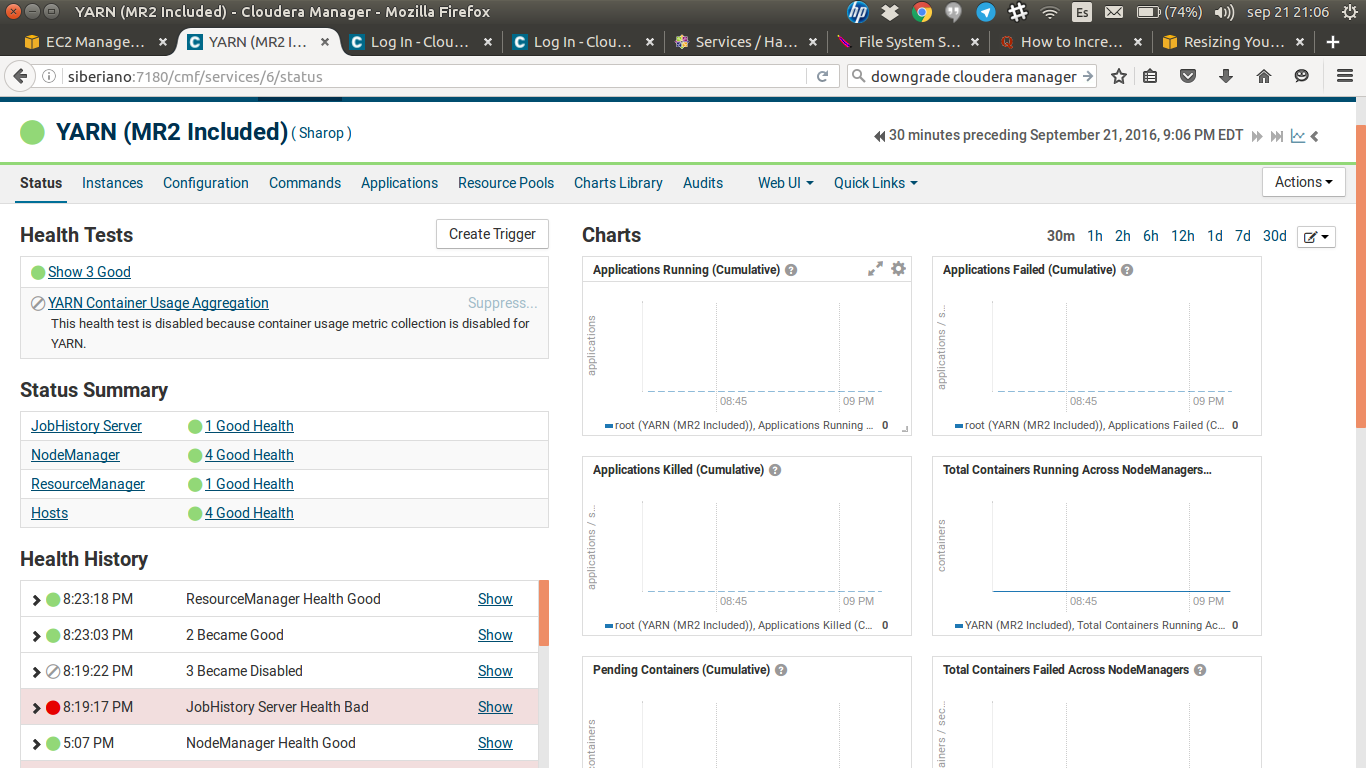 YARN (MR2 Included) - Cloudera Manager - Mozilla Firefox
hp Es (74%) sep 21 21:06
EC2 Manage... × YARN (MR2 I... × Log In - Clou... × Log In - Clou... × Services / Ha... × File System S... × How to Incre... × Resizing You... ×
siberiano:7180/cmf/services/6/status downgrade cloudera manager
YARN (MR2 Included) ( Sharop )
30 minutes preceding September 21, 2016, 9:06 PM EDT
Status Instances Configuration Commands Applications Resource Pools Charts Library Audits Web UI Quick Links Actions
Health Tests Create Trigger
Show 3 Good
YARN Container Usage Aggregation Suppress...
This health test is disabled because container usage metric collection is disabled for
YARN.
Status Summary
JobHistory Server 1 Good Health
NodeManager 4 Good Health
ResourceManager 1 Good Health
Hosts 4 Good Health
Health History
8:23:18 PM ResourceManager Health Good Show
8:23:03 PM 2 Became Good Show
8:19:22 PM 3 Became Disabled Show
8:19:17 PM JobHistory Server Health Bad Show
5:07 PM NodeManager Health Good Show
Charts 30m 1h 2h 6h 12h 1d 7d 30d
Applications Running (Cumulative) ?
applications
08:45 09 PM
root (YARN (MR2 Included)), Applications Running ... 0
Applications Failed (Cumulative) ?
applications / s...
08:45 09 PM
root (YARN (MR2 Included)), Applications Failed (C... 0
Applications Killed (Cumulative) ?
applications / s...
08:45 09 PM
root (YARN (MR2 Included)), Applications Killed (C... 0
Total Containers Running Across NodeManagers...
containers
08:45 09 PM
YARN (MR2 Included), Total Containers Running Ac... 0
Pending Containers (Cumulative) ?
containers
Total Containers Failed Across NodeManagers ?